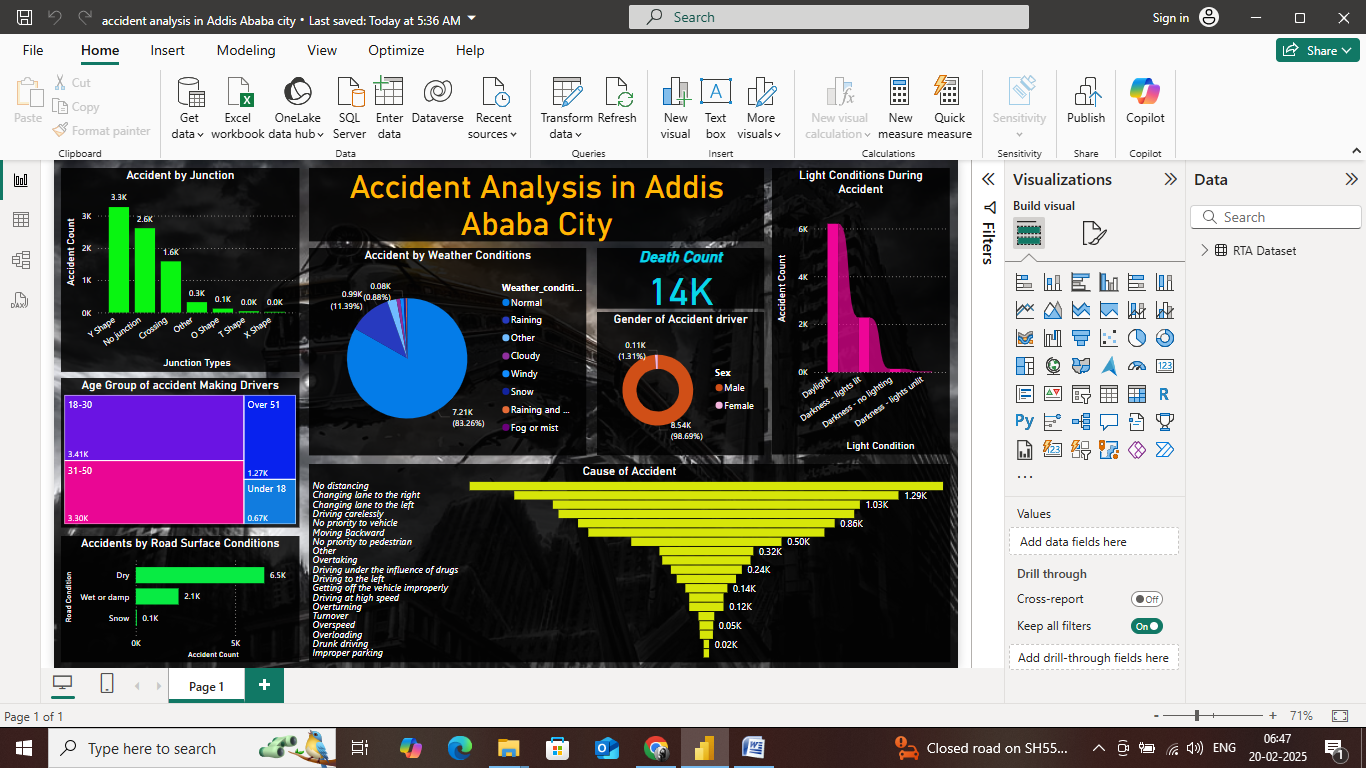 accident analysis in Addis Ababa city • Last saved: Today at 5:36 AM
Search
Sign in
File
Home
Insert
Modeling
View
Optimize
Help
Share
Paste
Cut
Copy
Format painter
Clipboard
Get data
Excel workbook
OneLake data hub
SQL Server
Enter data
Dataverse
Recent sources
Data
Transform data
Refresh
Queries
New visual
Text box
More visuals
Insert
New visual calculation
New measure
Quick measure
Calculations
Sensitivity
Sensitivity
Publish
Share
Copilot
Copilot
Accident by Junction
Accident Count
3K
2K
1K
0K
3.3K
2.6K
1.6K
0.3K
0.1K
0.0K
0.0K
Y Shape
No junction
Crossing
Other
O Shape
T Shape
X Shape
Junction Types
Accident Analysis in Addis
Ababa City
Accident by Weather Conditions
0.08K
(0.88%)
0.99K
(11.39%)
7.21K
(83.26%)
Weather_conditi...
Normal
Raining
Other
Cloudy
Windy
Snow
Raining and ...
Fog or mist
Death Count
14K
Gender of Accident driver
0.11K
(1.31%)
8.54K
(98.69%)
Sex
Male
Female
Light Conditions During
Accident
Accident Count
6K
4K
2K
0K
Daylight
Darkness - lights lit
Darkness - no lighting
Darkness - lights unlit
Light Condition
Age Group of accident Making Drivers
18-30
3.41K
31-50
3.30K
Over 51
1.27K
Under 18
0.67K
Accidents by Road Surface Conditions
Road Condition
Dry
6.5K
Wet or damp
2.1K
Snow
0.1K
0K
5K
Accident Count
Cause of Accident
No distancing
Changing lane to the right
1.29K
Changing lane to the left
1.03K
Driving carelessly
No priority to vehicle
0.86K
Moving Backward
No priority to pedestrian
0.50K
Other
0.32K
Overtaking
Driving under the influence of drugs
0.24K
Driving to the left
Getting off the vehicle improperly
0.14K
Driving at high speed
Overturning
0.12K
Turnover
Overspeed
0.05K
Overloading
Drunk driving
0.02K
Improper parking
Filters
Visualizations
Build visual
Values
Add data fields here
Drill through
Cross-report
Off
Keep all filters
On
Add drill-through fields here
Data
Search
RTA Dataset
Page 1
Page 1 of 1
71%
Type here to search
Closed road on SH55...
ENG
06:47
20-02-2025
1